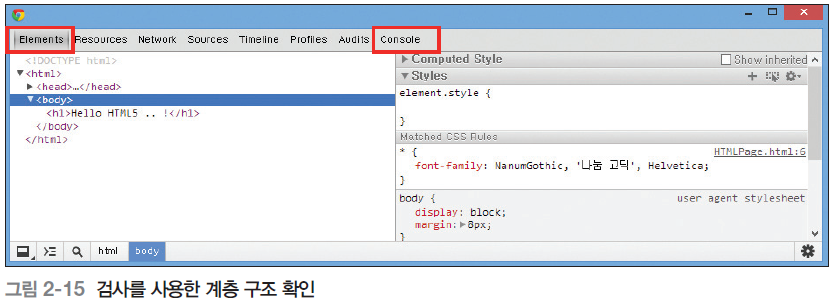 Elements Resources Network Sources Timeline Profiles Audits Console
<!DOCTYPE html>
<html>
<head>…</head>
<body>
<h1>Hello HTML5 .. !</h1>
</body>
</html>
Computed Style Show inherited
Styles
element.style {
}
Matched CSS Rules
* { HTMLPage.html:6
font-family: NanumGothic, '나눔 고딕', Helvetica;
}
body { user agent stylesheet
display: block;
margin: 8px;
}
html body
그림 2-15 검사를 사용한 계층 구조 확인